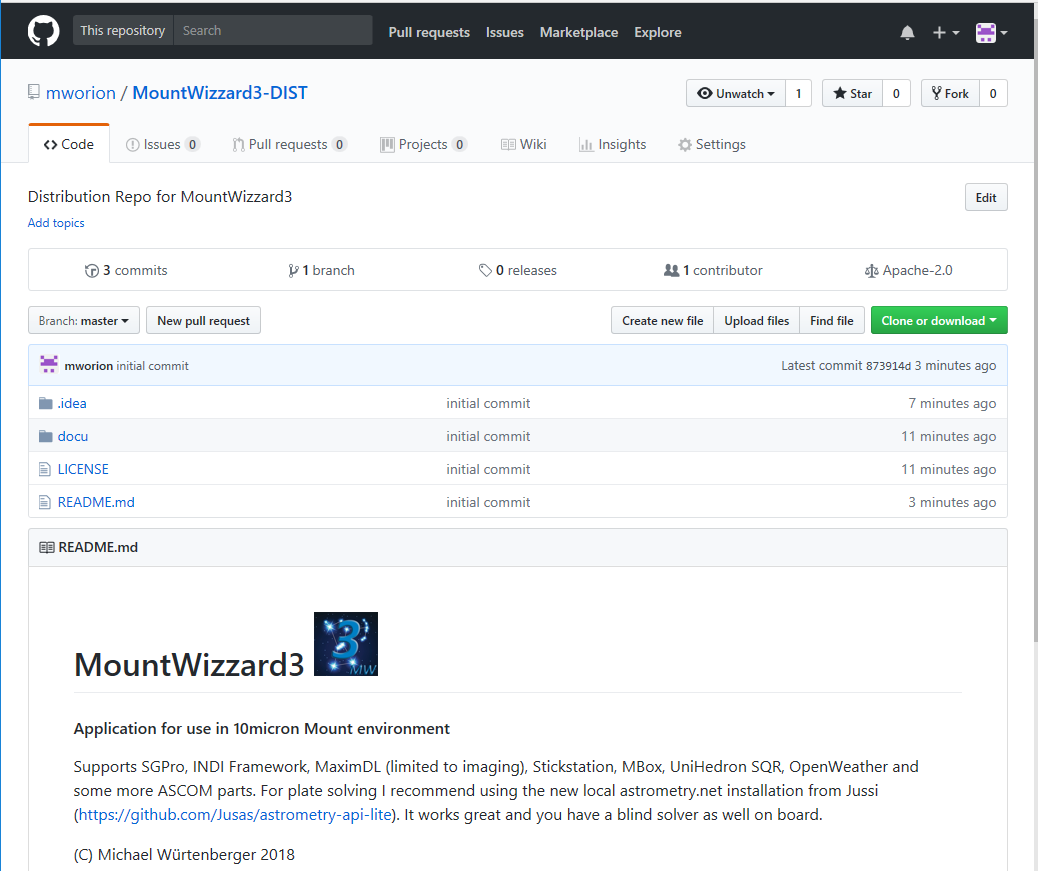 This repository Search Pull requests Issues Marketplace Explore
mworion / MountWizzard3-DIST Unwatch 1 Star 0 Fork 0
Code Issues 0 Pull requests 0 Projects 0 Wiki Insights Settings
Distribution Repo for MountWizzard3 Edit
Add topics
3 commits 1 branch 0 releases 1 contributor Apache-2.0
Branch: master New pull request Create new file Upload files Find file Clone or download
mworion initial commit Latest commit 873914d 3 minutes ago
.idea initial commit 7 minutes ago
docu initial commit 11 minutes ago
LICENSE initial commit 11 minutes ago
README.md initial commit 3 minutes ago
README.md
MountWizzard3 3 MW
Application for use in 10micron Mount environment
Supports SGPro, INDI Framework, MaximDL (limited to imaging), Stickstation, MBox, UniHedron SQR, OpenWeather and
some more ASCOM parts. For plate solving I recommend using the new local astrometry.net installation from Jussi
(https://github.com/Jusas/astrometry-api-lite). It works great and you have a blind solver as well on board.
(C) Michael Würtenberger 2018